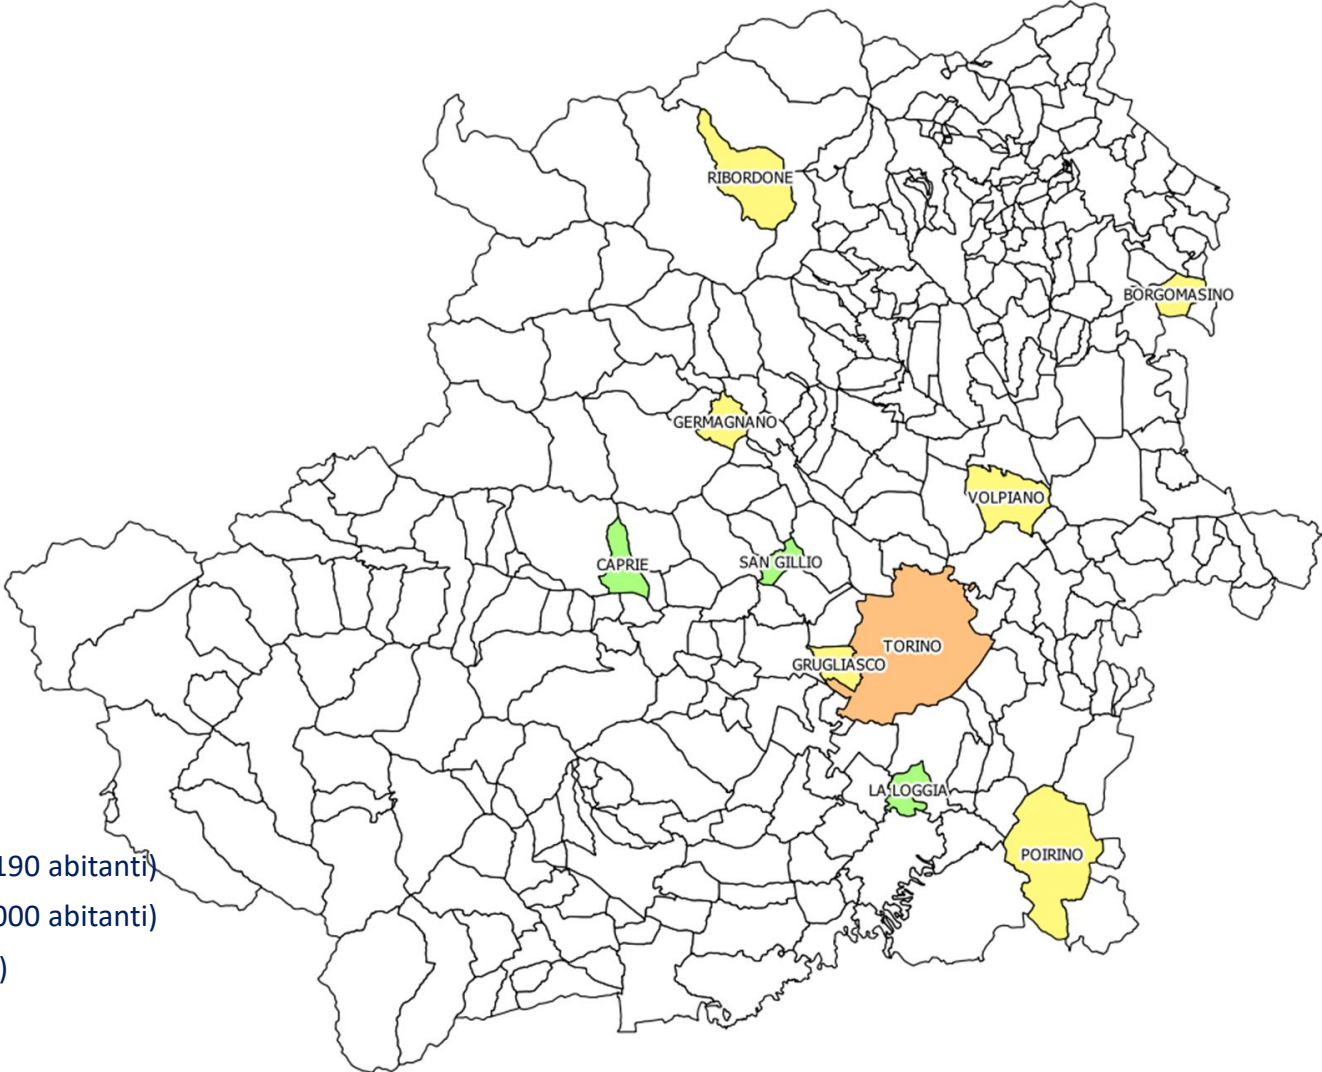 RIBORDONE
BORGOMASINO
GERMAGNANO
VOLPIANO
CAPRIE
SAN GILLIO
TORINO
GRUGLIASCO
LA LOGGIA
POIRINO
190 abitanti)
000 abitanti)
)